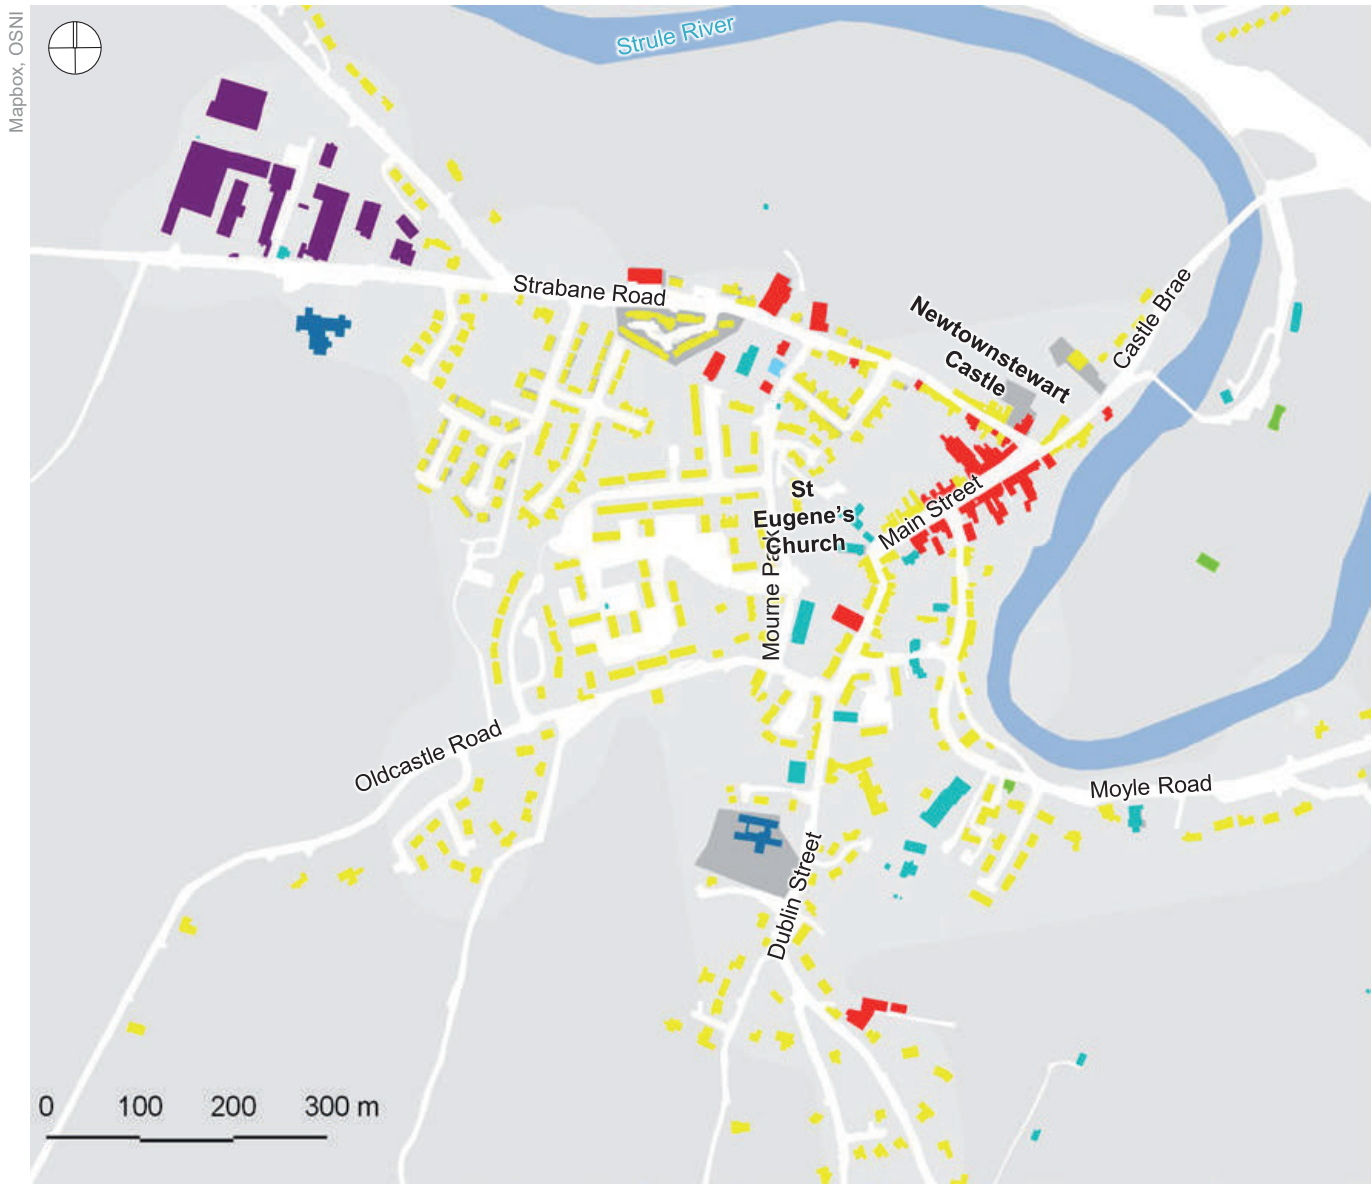 Mapbox, OSNI
Strule River
Strabane Road
Newtownstewart
Castle
Castle Brae
St
Eugene's
Church
Main Street
Mourne Park
Oldcastle Road
Moyle Road
Dublin Street
0 100 200 300 m